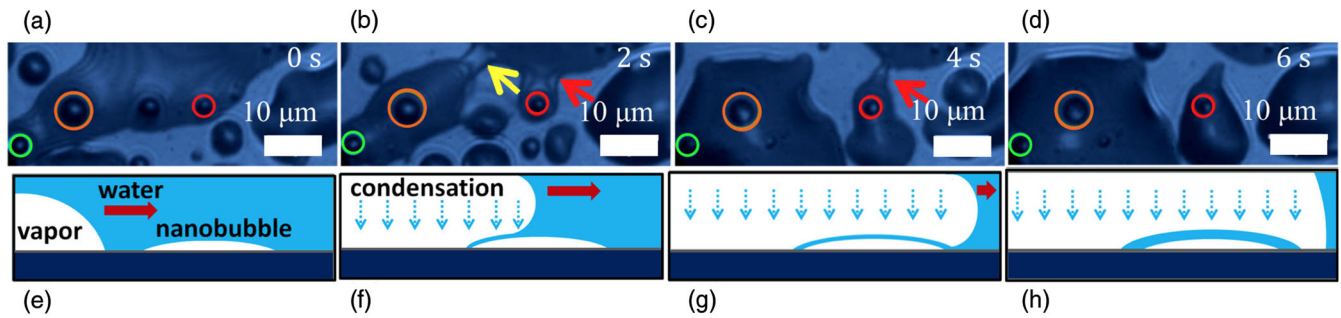 (a) (b) (c) (d)
0 s 2 s 4 s 6 s
10 μm 10 μm 10 μm 10 μm
water condensation
vapor nanobubble
(e) (f) (g) (h)